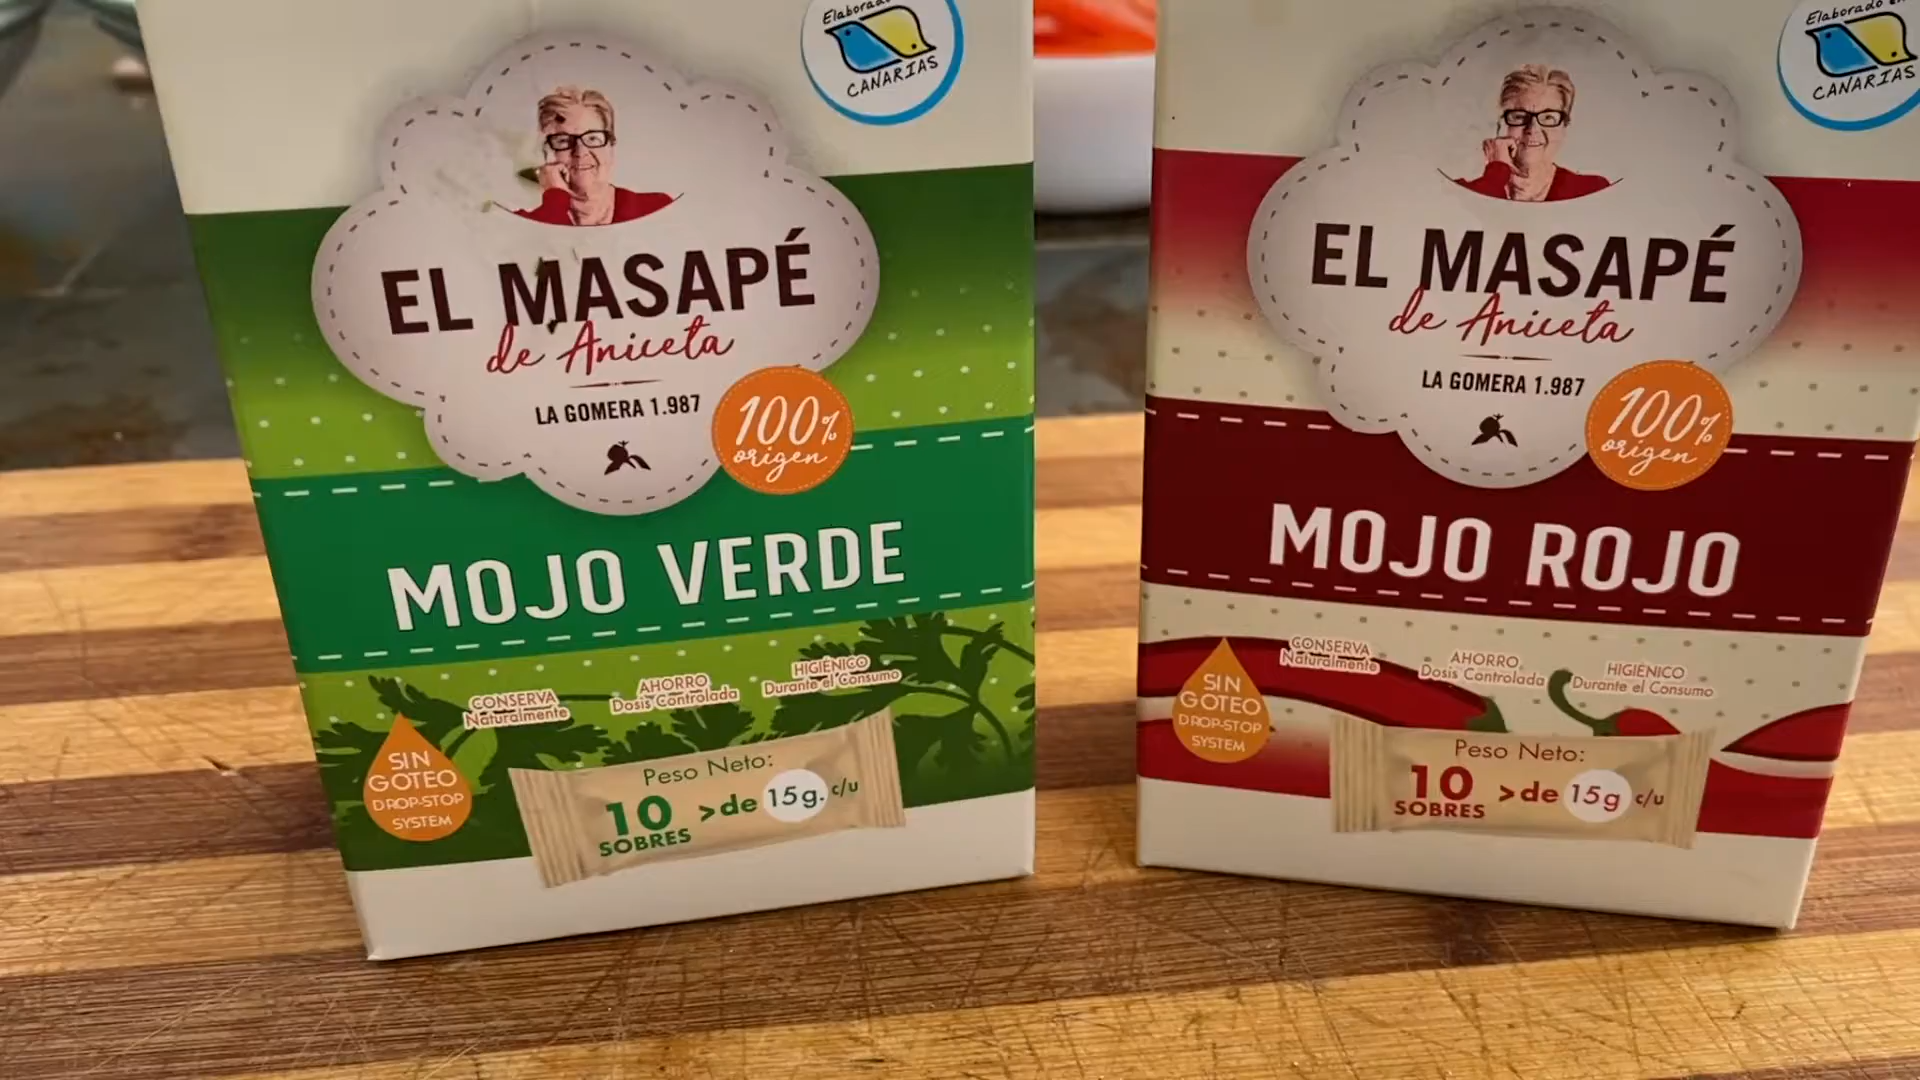 Elaborado
CANARIAS
EL MASAPÉ
de Aniceta
LA GOMERA 1.987
100%
origen
MOJO VERDE
CONSERVA
Naturalmente
AHORRO
Dosis Controlada
HIGIÉNICO
Durante el Consumo
SIN
GOTEO
DROP-STOP
SYSTEM
Peso Neto:
10 >de 15g. c/u
SOBRES
Elaborado en
CANARIAS
EL MASAPÉ
de Aniceta
LA GOMERA 1.987
100%
origen
MOJO ROJO
CONSERVA
Naturalmente
AHORRO
Dosis Controlada
HIGIÉNICO
Durante el Consumo
SIN
GOTEO
DROP-STOP
SYSTEM
Peso Neto:
10 >de 15g c/u
SOBRES